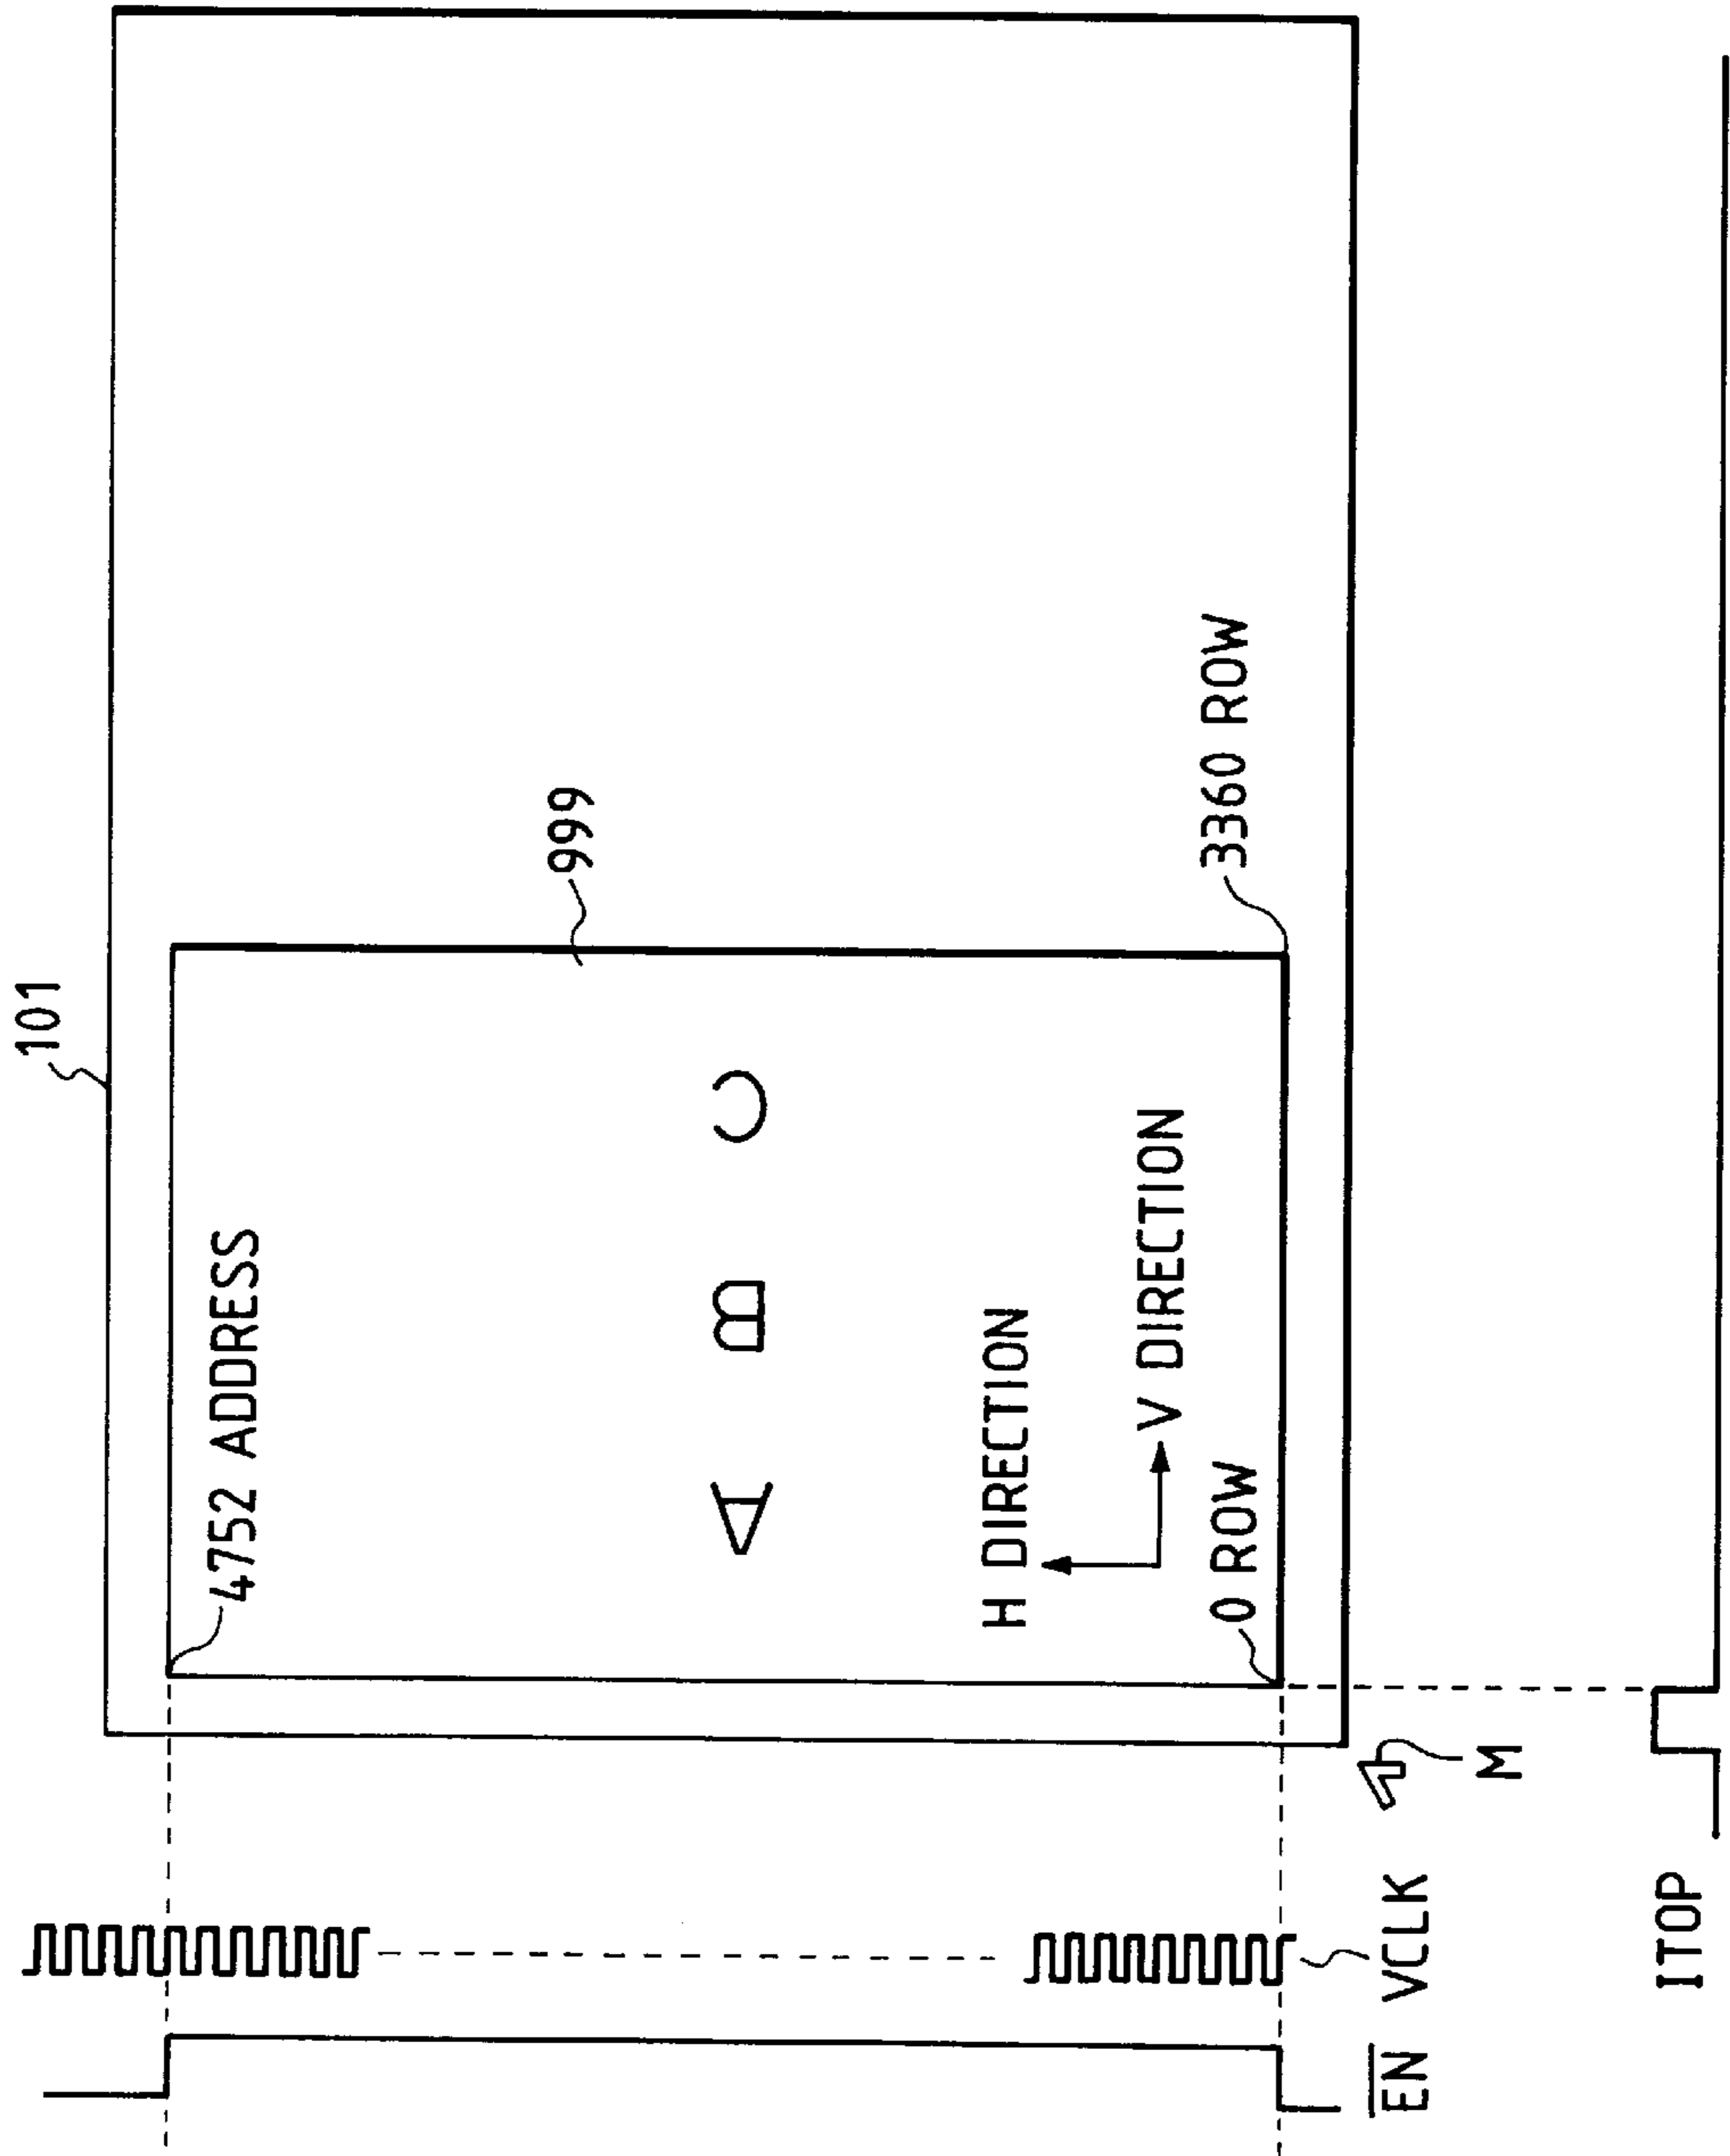 101
999
4752 ADDRESS
A B C
H DIRECTION
V DIRECTION
0 ROW
3360 ROW
M
EN VCLK
ITOP